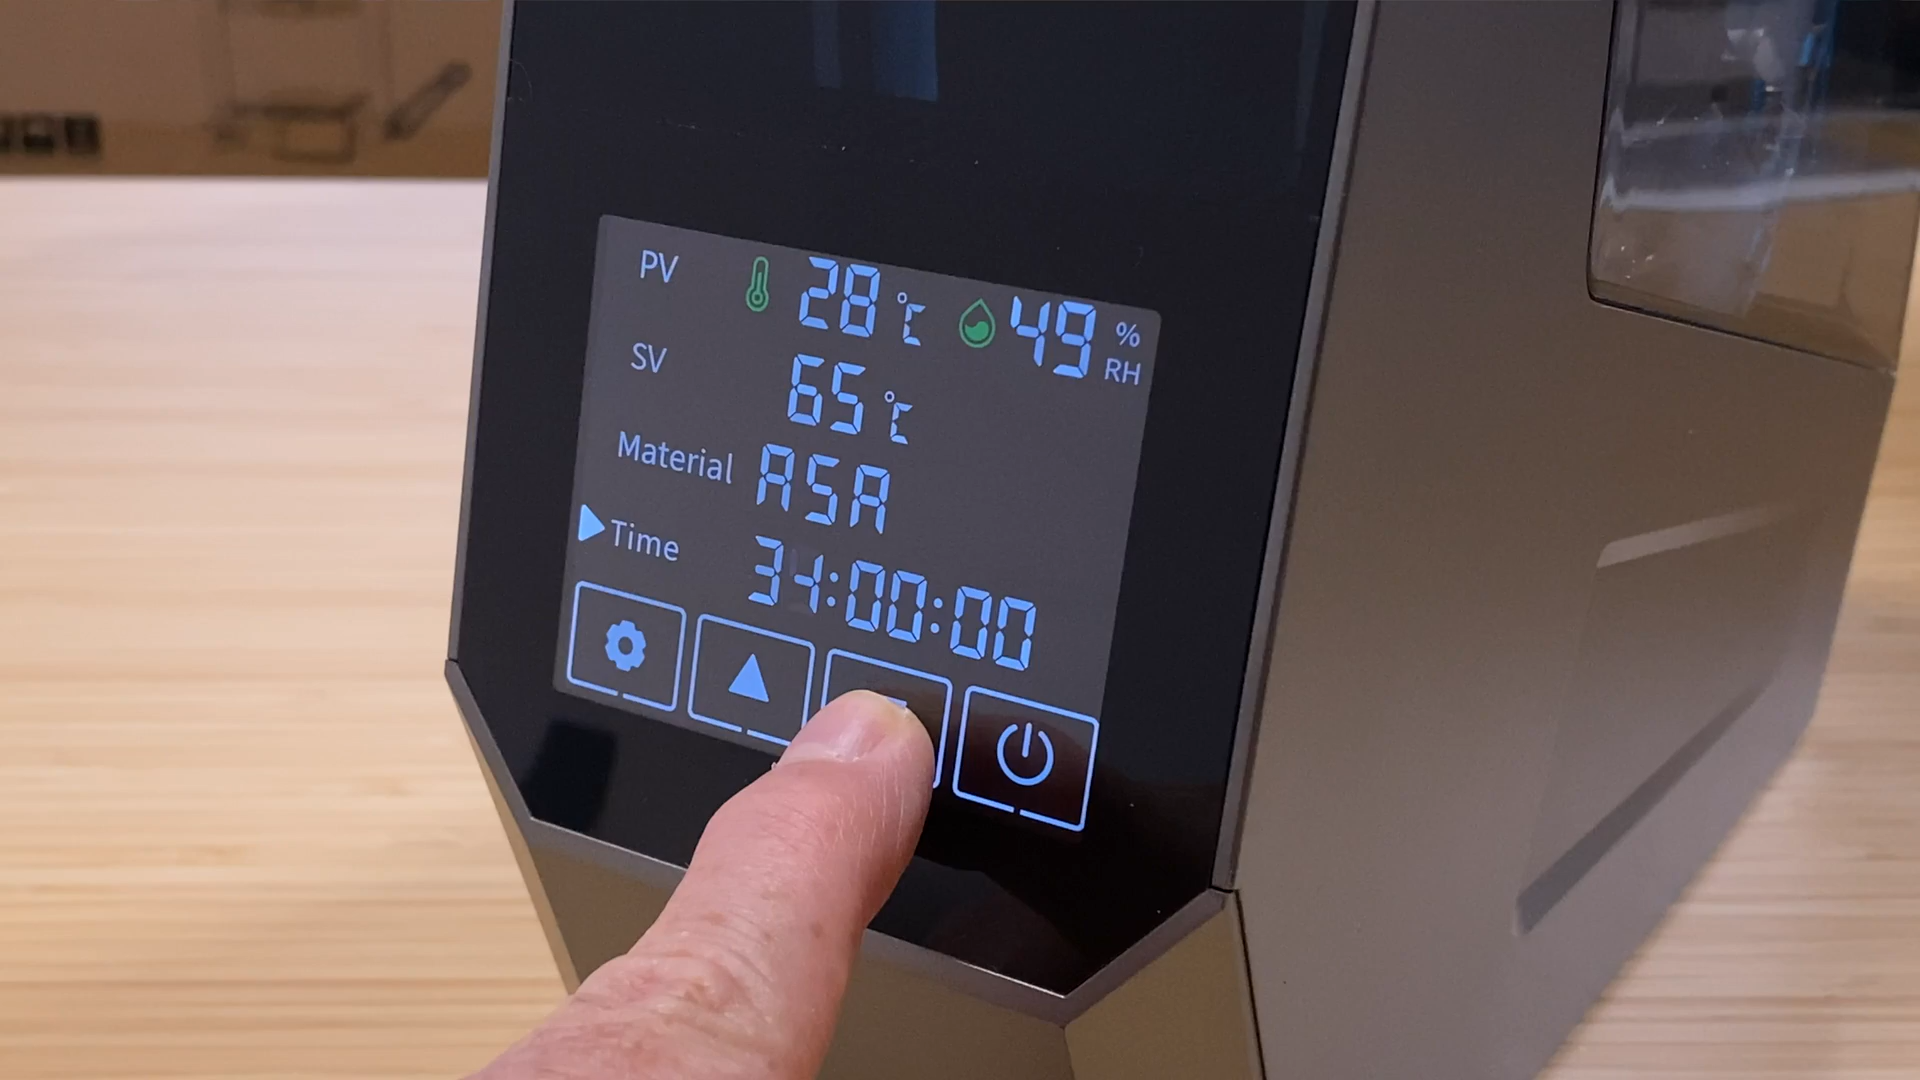 PV 28 °C 49 % RH
SV 65 °C
Material ASA
Time 34:00:00